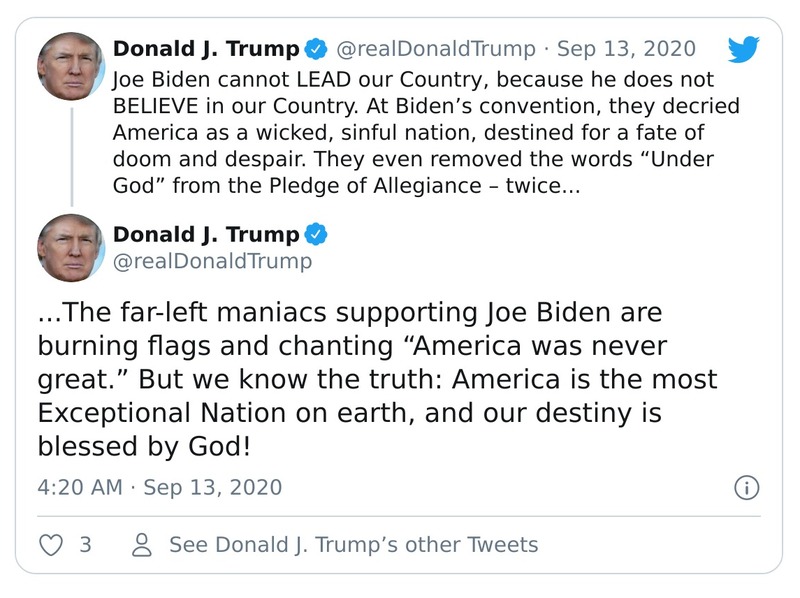 Donald J. Trump @realDonaldTrump · Sep 13, 2020
Joe Biden cannot LEAD our Country, because he does not
BELIEVE in our Country. At Biden’s convention, they decried
America as a wicked, sinful nation, destined for a fate of
doom and despair. They even removed the words “Under
God” from the Pledge of Allegiance – twice...
Donald J. Trump
@realDonaldTrump
...The far-left maniacs supporting Joe Biden are
burning flags and chanting “America was never
great.” But we know the truth: America is the most
Exceptional Nation on earth, and our destiny is
blessed by God!
4:20 AM · Sep 13, 2020
3 See Donald J. Trump’s other Tweets